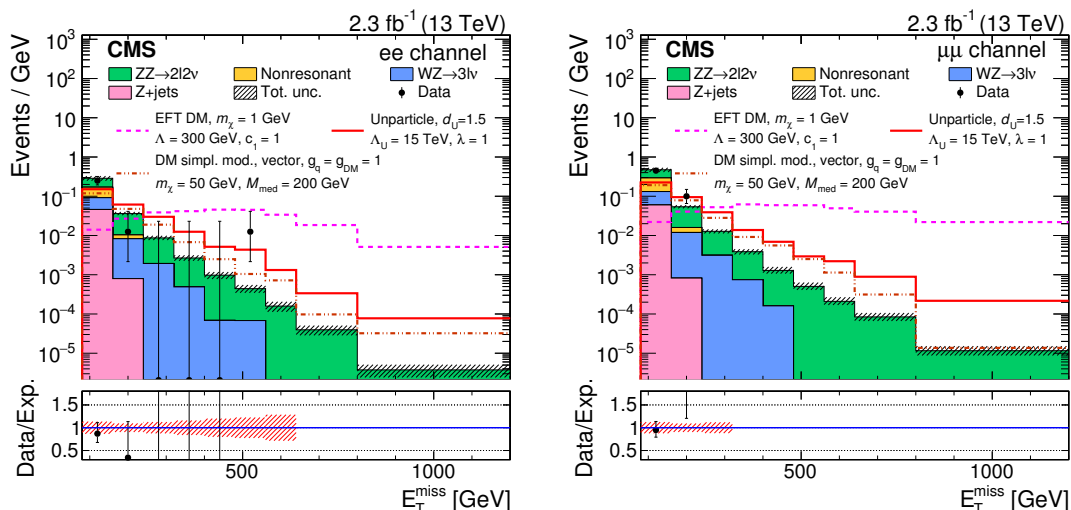 2.3 fb⁻¹ (13 TeV)
CMS
ee channel
ZZ→2l2ν
Nonresonant
WZ→3lν
Z+jets
Tot. unc.
Data
EFT DM, m_χ = 1 GeV
Λ = 300 GeV, c₁ = 1
Unparticle, d_U=1.5
Λ_U = 15 TeV, λ = 1
DM simpl. mod., vector, g_q = g_DM = 1
m_χ = 50 GeV, M_med = 200 GeV
Events / GeV
10³
10²
10
1
10⁻¹
10⁻²
10⁻³
10⁻⁴
10⁻⁵
Data/Exp.
1.5
1
0.5
500
1000
E_T^miss [GeV]
2.3 fb⁻¹ (13 TeV)
CMS
μμ channel
ZZ→2l2ν
Nonresonant
WZ→3lν
Z+jets
Tot. unc.
Data
EFT DM, m_χ = 1 GeV
Λ = 300 GeV, c₁ = 1
Unparticle, d_U=1.5
Λ_U = 15 TeV, λ = 1
DM simpl. mod., vector, g_q = g_DM = 1
m_χ = 50 GeV, M_med = 200 GeV
Events / GeV
10³
10²
10
1
10⁻¹
10⁻²
10⁻³
10⁻⁴
10⁻⁵
Data/Exp.
1.5
1
0.5
500
1000
E_T^miss [GeV]